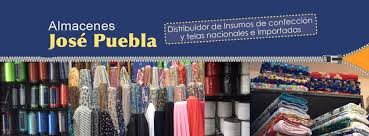 Almacenes
José Puebla
Distribuidor de Insumos de confección
y telas nacionales e importadas